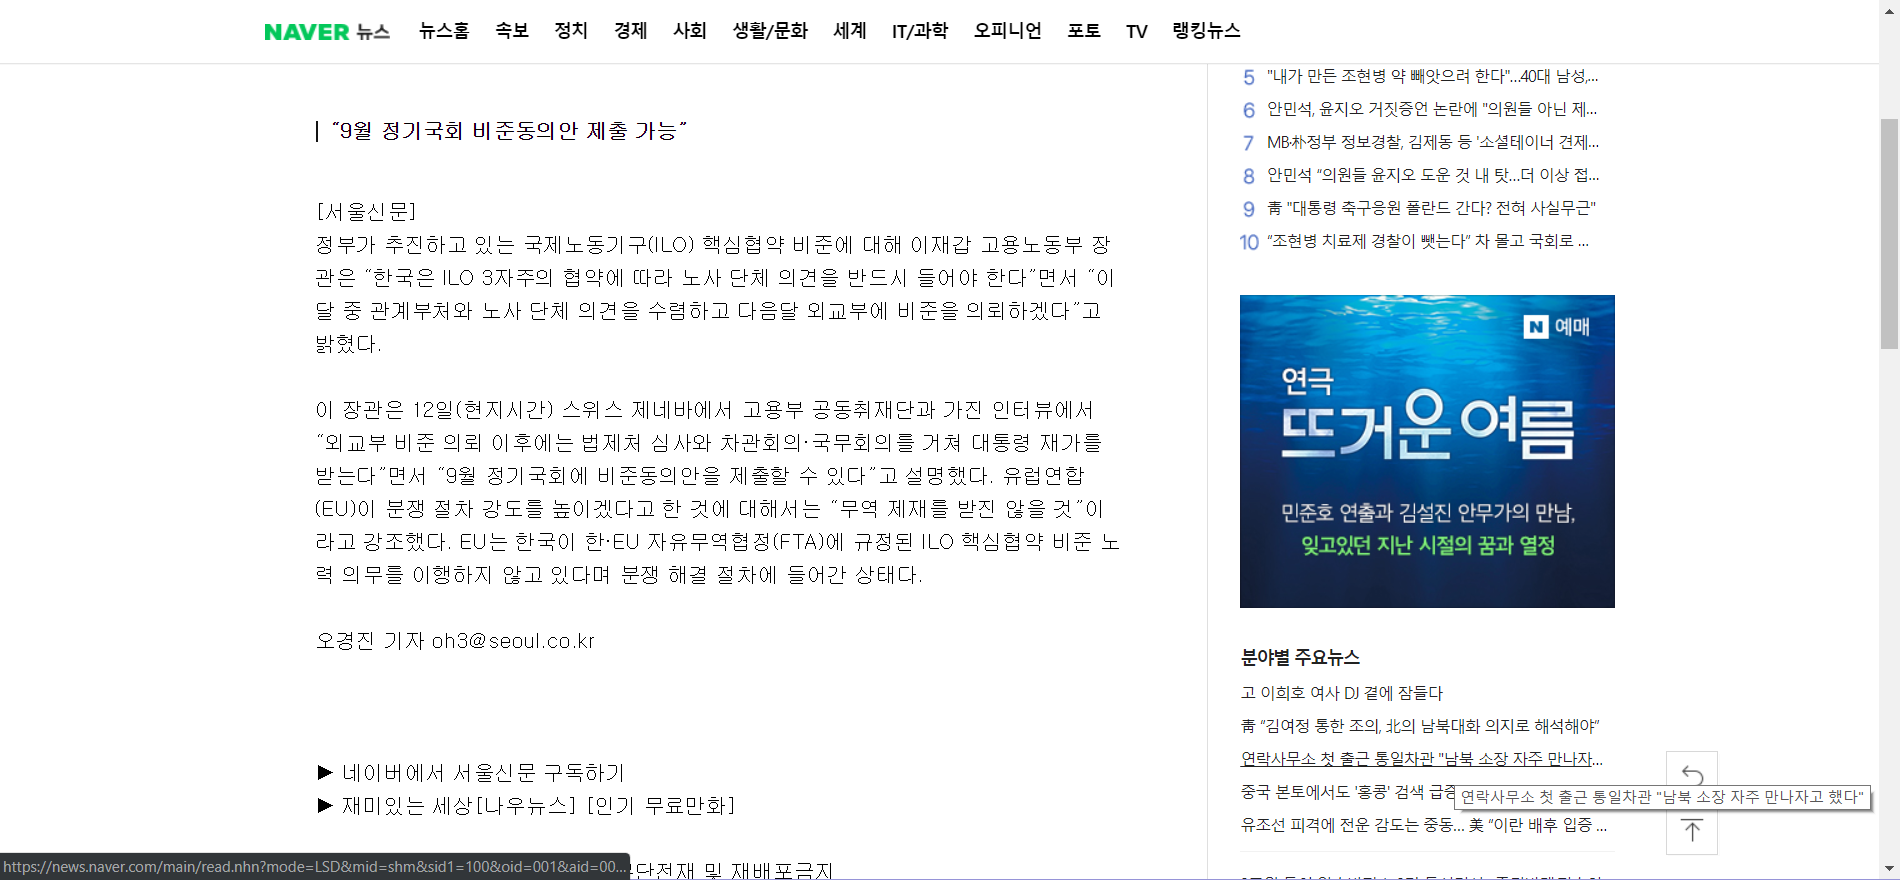 NAVER 뉴스 뉴스홈 속보 정치 경제 사회 생활/문화 세계 IT/과학 오피니언 포토 TV 랭킹뉴스
“9월 정기국회 비준동의안 제출 가능”
[서울신문]
정부가 추진하고 있는 국제노동기구(ILO) 핵심협약 비준에 대해 이재갑 고용노동부 장
관은 “한국은 ILO 3자주의 협약에 따라 노사 단체 의견을 반드시 들어야 한다”면서 “이
달 중 관계부처와 노사 단체 의견을 수렴하고 다음달 외교부에 비준을 의뢰하겠다”고
밝혔다.
이 장관은 12일(현지시간) 스위스 제네바에서 고용부 공동취재단과 가진 인터뷰에서
“외교부 비준 의뢰 이후에는 법제처 심사와 차관회의·국무회의를 거쳐 대통령 재가를
받는다”면서 “9월 정기국회에 비준동의안을 제출할 수 있다”고 설명했다. 유럽연합
(EU)이 분쟁 절차 강도를 높이겠다고 한 것에 대해서는 “무역 제재를 받진 않을 것”이
라고 강조했다. EU는 한국이 한·EU 자유무역협정(FTA)에 규정된 ILO 핵심협약 비준 노
력 의무를 이행하지 않고 있다며 분쟁 해결 절차에 들어간 상태다.
오경진 기자 oh3@seoul.co.kr
▶ 네이버에서 서울신문 구독하기
▶ 재미있는 세상[나우뉴스] [인기 무료만화]
무단전재 및 재배포금지
https://news.naver.com/main/read.nhn?mode=LSD&mid=shm&sid1=100&oid=001&aid=00...
5 "내가 만든 조현병 약 빼앗으려 한다"...40대 남성,...
6 안민석, 윤지오 거짓증언 논란에 "의원들 아닌 제...
7 MB·朴정부 정보경찰, 김제동 등 '소셜테이너 견제...
8 안민석 “의원들 윤지오 도운 것 내 탓...더 이상 접...
9 靑 "대통령 축구응원 폴란드 간다? 전혀 사실무근"
10 “조현병 치료제 경찰이 뺏는다” 차 몰고 국회로 ...
N 예매
연극
뜨거운 여름
민준호 연출과 김설진 안무가의 만남,
잊고있던 지난 시절의 꿈과 열정
분야별 주요뉴스
고 이희호 여사 DJ 곁에 잠들다
靑 “김여정 통한 조의, 北의 남북대화 의지로 해석해야”
연락사무소 첫 출근 통일차관 "남북 소장 자주 만나자...
중국 본토에서도 '홍콩' 검색 급증
연락사무소 첫 출근 통일차관 "남북 소장 자주 만나자고 했다"
유조선 피격에 전운 감도는 중동... 美 “이란 배후 입증 ...